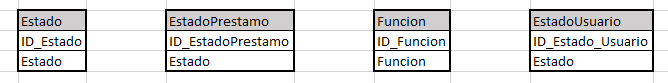 Estado EstadoPrestamo Funcion EstadoUsuario
ID_Estado ID_EstadoPrestamo ID_Funcion ID_Estado_Usuario
Estado Estado Funcion Estado